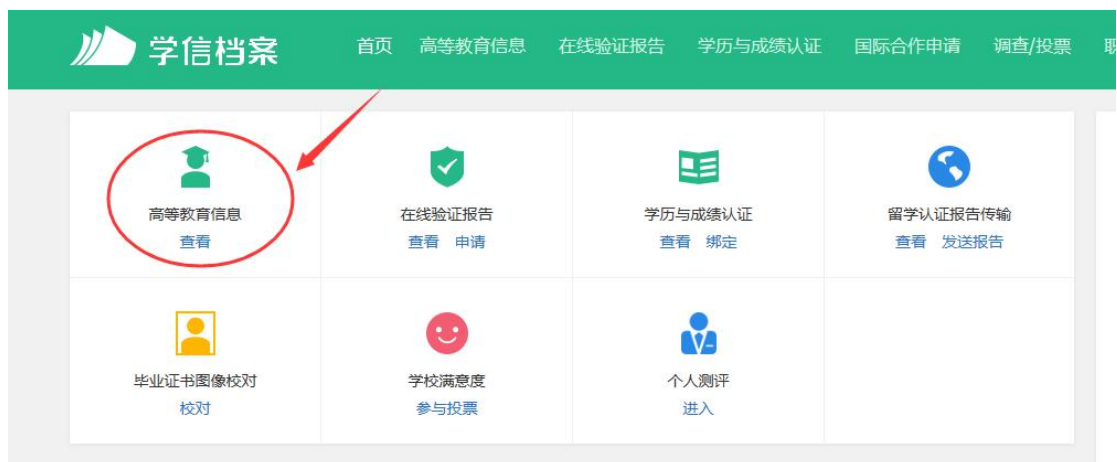 学信档案 首页 高等教育信息 在线验证报告 学历与成绩认证 国际合作申请 调查/投票
高等教育信息 在线验证报告 学历与成绩认证 留学认证报告传输
查看 查看 申请 查看 绑定 查看 发送报告
毕业证书图像校对 学校满意度 个人测评
校对 参与投票 进入